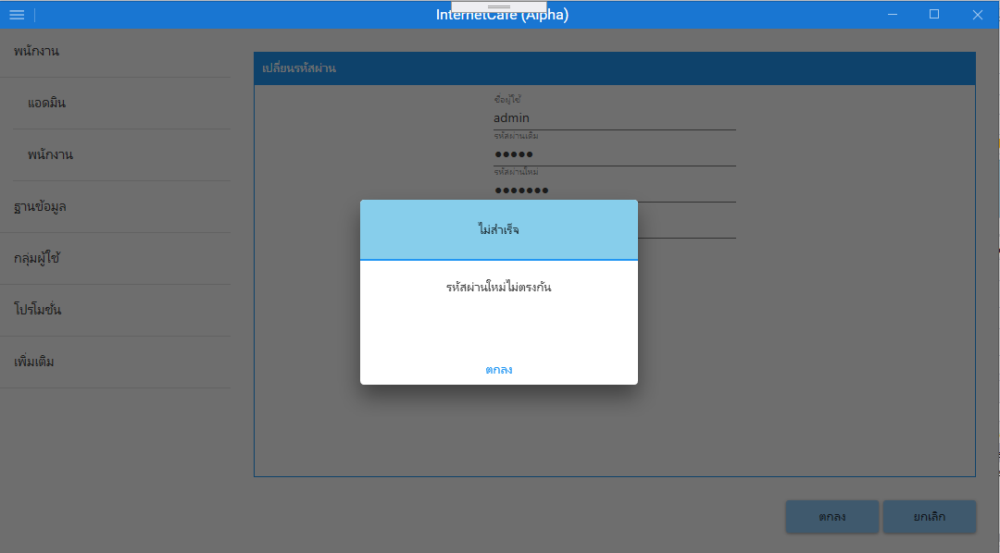 InternetCafe (Alpha)
พนักงาน
แอดมิน
พนักงาน
ฐานข้อมูล
กลุ่มผู้ใช้
โปรโมชั่น
เพิ่มเติม
เปลี่ยนรหัสผ่าน
ชื่อผู้ใช้
admin
รหัสผ่านเดิม
●●●●●
รหัสผ่านใหม่
●●●●●●●
ไม่สำเร็จ
รหัสผ่านใหม่ไม่ตรงกัน
ตกลง
ตกลง
ยกเลิก